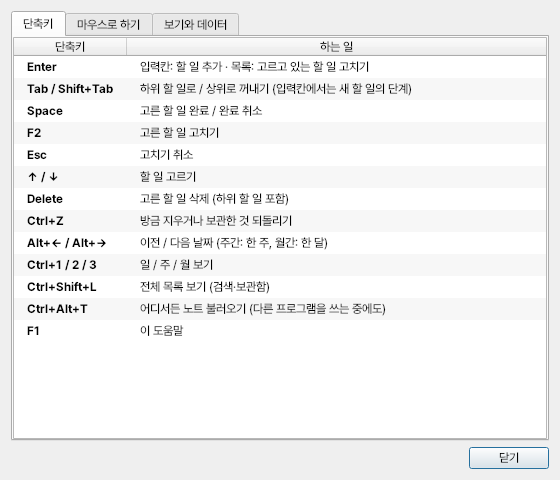 단축키 마우스로 하기 보기와 데이터
단축키 하는 일
Enter 입력칸: 할 일 추가 · 목록: 고르고 있는 할 일 고치기
Tab / Shift+Tab 하위 할 일로 / 상위로 꺼내기 (입력칸에서는 새 할 일의 단계)
Space 고른 할 일 완료 / 완료 취소
F2 고른 할 일 고치기
Esc 고치기 취소
↑ / ↓ 할 일 고르기
Delete 고른 할 일 삭제 (하위 할 일 포함)
Ctrl+Z 방금 지우거나 보관한 것 되돌리기
Alt+← / Alt+→ 이전 / 다음 날짜 (주간: 한 주, 월간: 한 달)
Ctrl+1 / 2 / 3 일 / 주 / 월 보기
Ctrl+Shift+L 전체 목록 보기 (검색·보관함)
Ctrl+Alt+T 어디서든 노트 불러오기 (다른 프로그램을 쓰는 중에도)
F1 이 도움말
닫기